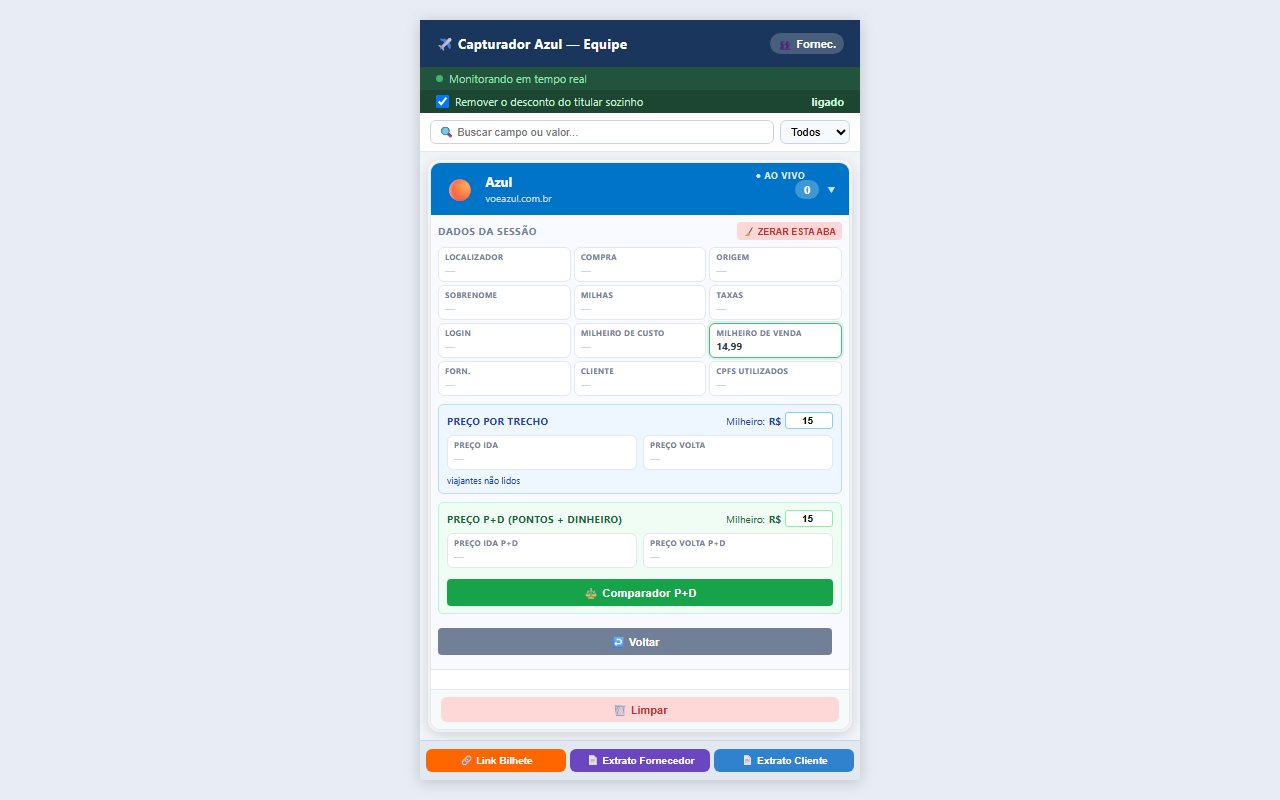 Capturador Azul — Equipe
Fornec.
Monitorando em tempo real
Remover o desconto do titular sozinho
ligado
Buscar campo ou valor...
Todos
Azul
voeazul.com.br
● AO VIVO
0
DADOS DA SESSÃO
ZERAR ESTA ABA
LOCALIZADOR
—
COMPRA
—
ORIGEM
—
SOBRENOME
—
MILHAS
—
TAXAS
—
LOGIN
—
MILHEIRO DE CUSTO
—
MILHEIRO DE VENDA
14,99
FORN.
—
CLIENTE
—
CPFS UTILIZADOS
—
PREÇO POR TRECHO
Milheiro: R$ 15
PREÇO IDA
—
PREÇO VOLTA
—
viajantes não lidos
PREÇO P+D (PONTOS + DINHEIRO)
Milheiro: R$ 15
PREÇO IDA P+D
—
PREÇO VOLTA P+D
—
Comparador P+D
Voltar
Limpar
Link Bilhete
Extrato Fornecedor
Extrato Cliente